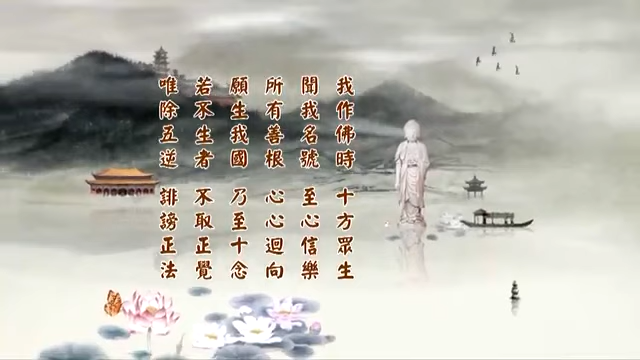 我作佛時 十方眾生
聞我名號 至心信樂
所有善根 心心迴向
願生我國 乃至十念
若不生者 不取正覺
唯除五逆 誹謗正法